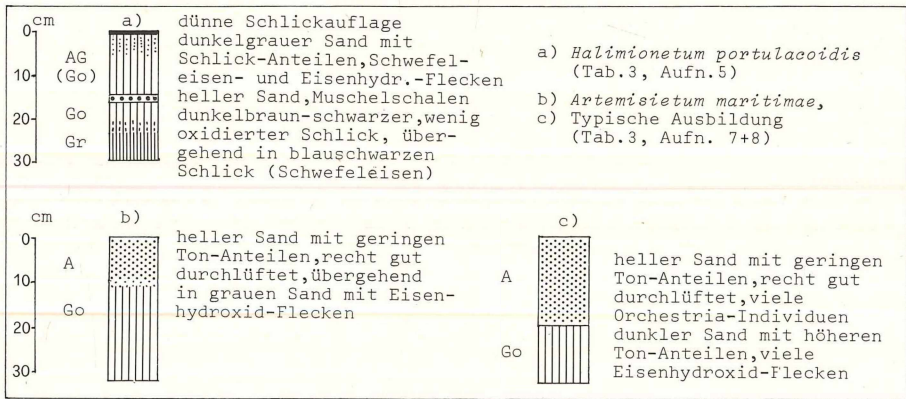 cm
0
10
20
30
AG
(Go)
Go
Gr
a)
dünne Schlickauflage
dunkelgrauer Sand mit
Schlick-Anteilen,Schwefel-
eisen- und Eisenhydr.-Flecken
heller Sand,Muschelschalen
dunkelbraun-schwarzer,wenig
oxidierter Schlick, über-
gehend in blauschwarzen
Schlick (Schwefeleisen)
a) Halimionetum portulacoidis
(Tab.3, Aufn.5)
b) Artemisietum maritimae,
c) Typische Ausbildung
(Tab.3, Aufn. 7+8)
cm
0
10
20
30
A
Go
b)
heller Sand mit geringen
Ton-Anteilen,recht gut
durchlüftet,übergehend
in grauen Sand mit Eisen-
hydroxid-Flecken
c)
A
Go
heller Sand mit geringen
Ton-Anteilen,recht gut
durchlüftet,viele
Orchestria-Individuen
dunkler Sand mit höheren
Ton-Anteilen,viele
Eisenhydroxid-Flecken